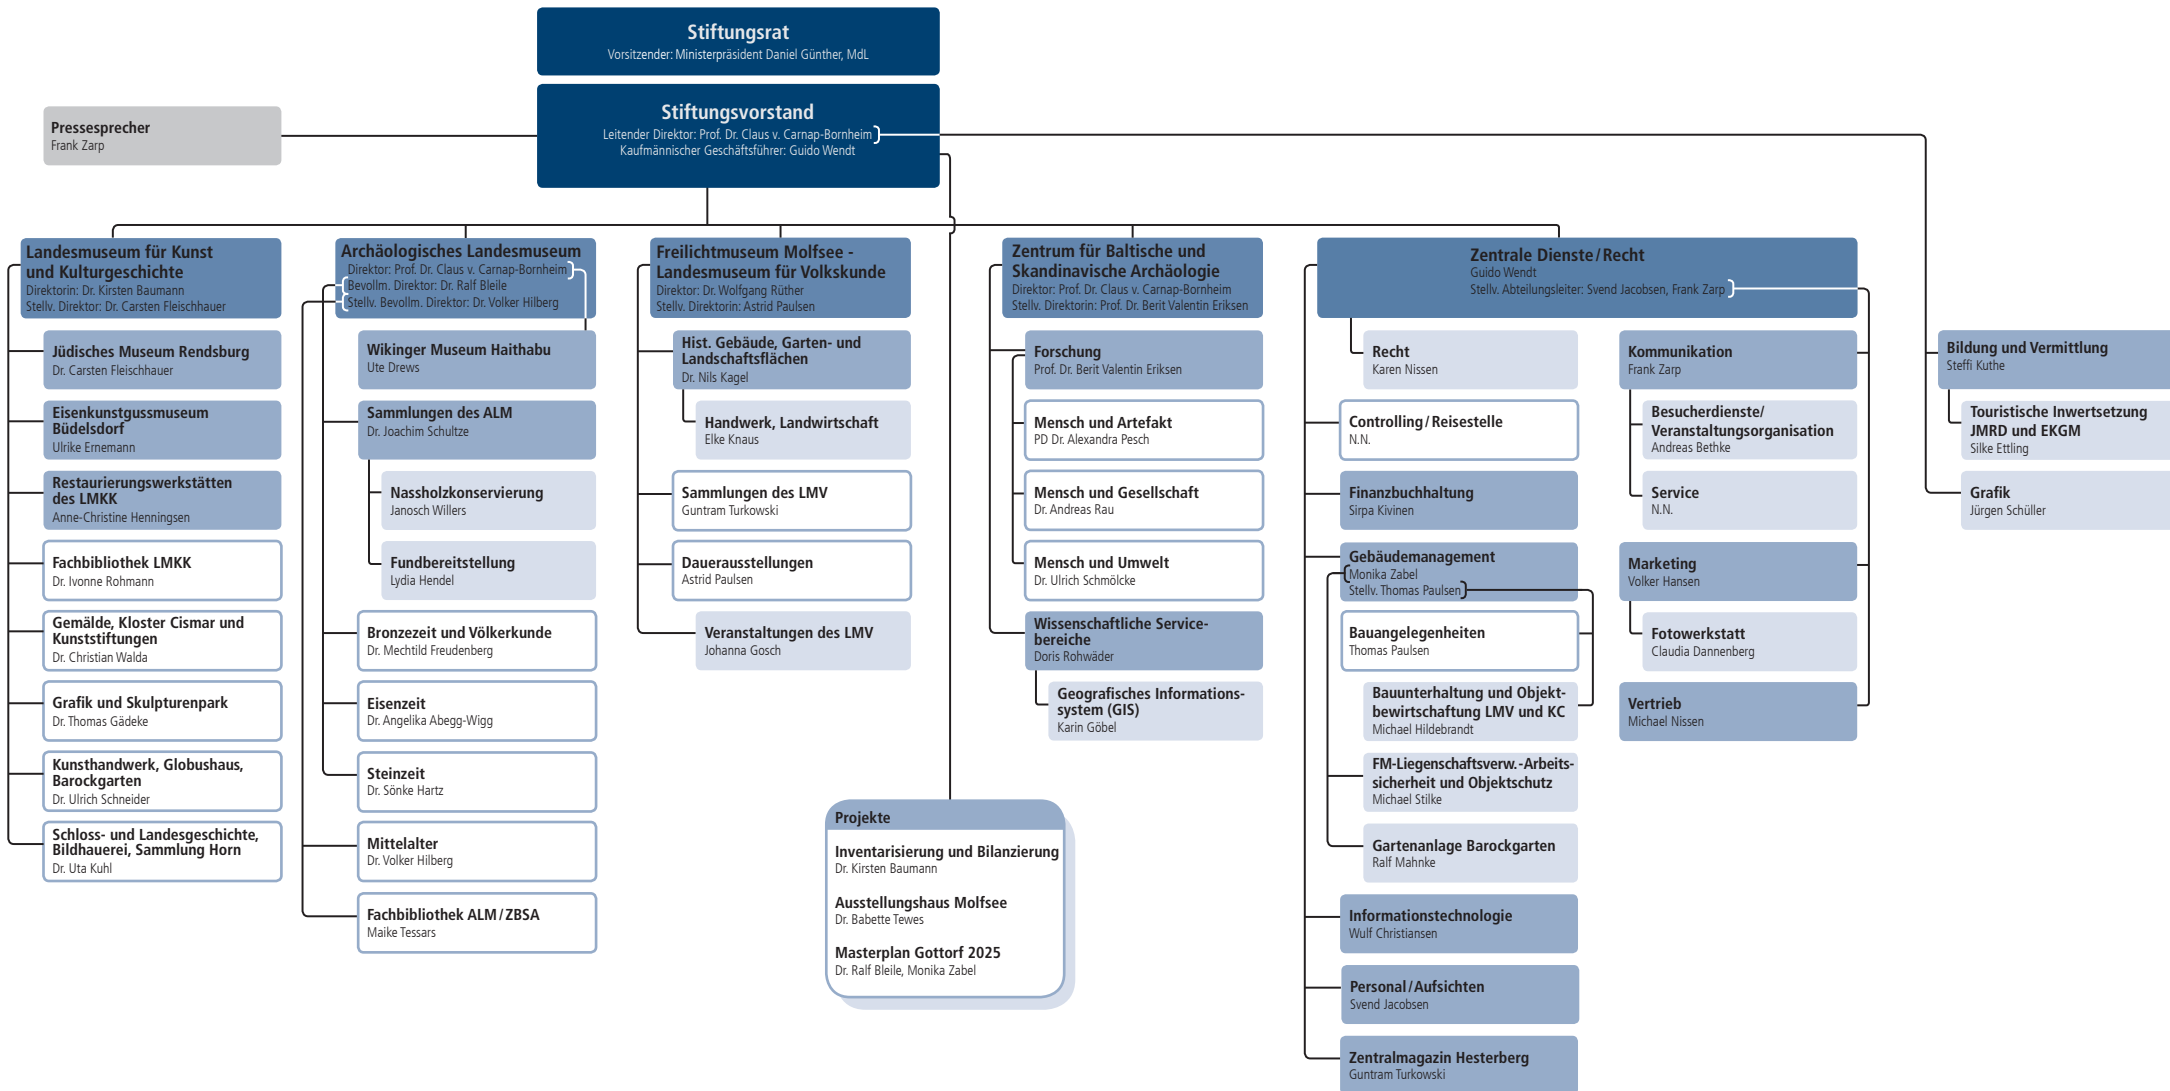 Stiftungsrat
Vorsitzender: Ministerpräsident Daniel Günther, MdL
Stiftungsvorstand
Leitender Direktor: Prof. Dr. Claus v. Carnap-Bornheim
Kaufmännischer Geschäftsführer: Guido Wendt
Pressesprecher
Frank Zarp
Landesmuseum für Kunst
und Kulturgeschichte
Direktorin: Dr. Kirsten Baumann
Stellv. Direktor: Dr. Carsten Fleischhauer
Jüdisches Museum Rendsburg
Dr. Carsten Fleischhauer
Eisenkunstgussmuseum
Büdelsdorf
Ulrike Ernemann
Restaurierungswerkstätten
des LMKK
Anne-Christine Henningsen
Fachbibliothek LMKK
Dr. Ivonne Rohmann
Gemälde, Kloster Cismar und
Kunststiftungen
Dr. Christian Walda
Grafik und Skulpturenpark
Dr. Thomas Gädeke
Kunsthandwerk, Globushaus,
Barockgarten
Dr. Ulrich Schneider
Schloss- und Landesgeschichte,
Bildhauerei, Sammlung Horn
Dr. Uta Kuhl
Archäologisches Landesmuseum
Direktor: Prof. Dr. Claus v. Carnap-Bornheim
Bevollm. Direktor: Dr. Ralf Bleile
Stellv. Bevollm. Direktor: Dr. Volker Hilberg
Wikinger Museum Haithabu
Ute Drews
Sammlungen des ALM
Dr. Joachim Schultze
Nassholzkonservierung
Janosch Willers
Fundbereitstellung
Lydia Hendel
Bronzezeit und Völkerkunde
Dr. Mechtild Freudenberg
Eisenzeit
Dr. Angelika Abegg-Wigg
Steinzeit
Dr. Sönke Hartz
Mittelalter
Dr. Volker Hilberg
Fachbibliothek ALM/ZBSA
Maike Tessars
Freilichtmuseum Molfsee -
Landesmuseum für Volkskunde
Direktor: Dr. Wolfgang Rüther
Stellv. Direktorin: Astrid Paulsen
Hist. Gebäude, Garten- und
Landschaftsflächen
Dr. Nils Kagel
Handwerk, Landwirtschaft
Elke Knaus
Sammlungen des LMV
Guntram Turkowski
Dauerausstellungen
Astrid Paulsen
Veranstaltungen des LMV
Johanna Gosch
Projekte
Inventarisierung und Bilanzierung
Dr. Kirsten Baumann
Ausstellungshaus Molfsee
Dr. Babette Tewes
Masterplan Gottorf 2025
Dr. Ralf Bleile, Monika Zabel
Zentrum für Baltische und
Skandinavische Archäologie
Direktor: Prof. Dr. Claus v. Carnap-Bornheim
Stellv. Direktorin: Prof. Dr. Berit Valentin Eriksen
Forschung
Prof. Dr. Berit Valentin Eriksen
Mensch und Artefakt
PD Dr. Alexandra Pesch
Mensch und Gesellschaft
Dr. Andreas Rau
Mensch und Umwelt
Dr. Ulrich Schmölcke
Wissenschaftliche Service-
bereiche
Doris Rohwäder
Geografisches Informations-
system (GIS)
Karin Göbel
Zentrale Dienste/Recht
Guido Wendt
Stellv. Abteilungsleiter: Svend Jacobsen, Frank Zarp
Recht
Karen Nissen
Controlling/Reisestelle
N.N.
Finanzbuchhaltung
Sirpa Kivinen
Gebäudemanagement
Monika Zabel
Stellv. Thomas Paulsen
Bauangelegenheiten
Thomas Paulsen
Bauunterhaltung und Objekt-
bewirtschaftung LMV und KC
Michael Hildebrandt
FM-Liegenschaftsverw.-Arbeits-
sicherheit und Objektschutz
Michael Stilke
Gartenanlage Barockgarten
Ralf Mahnke
Informationstechnologie
Wulf Christiansen
Personal/Aufsichten
Svend Jacobsen
Zentralmagazin Hesterberg
Guntram Turkowski
Kommunikation
Frank Zarp
Besucherdienste/
Veranstaltungsorganisation
Andreas Bethke
Service
N.N.
Marketing
Volker Hansen
Fotowerkstatt
Claudia Dannenberg
Vertrieb
Michael Nissen
Bildung und Vermittlung
Steffi Kuthe
Touristische Inwertsetzung
JMRD und EKGM
Silke Ettling
Grafik
Jürgen Schüller